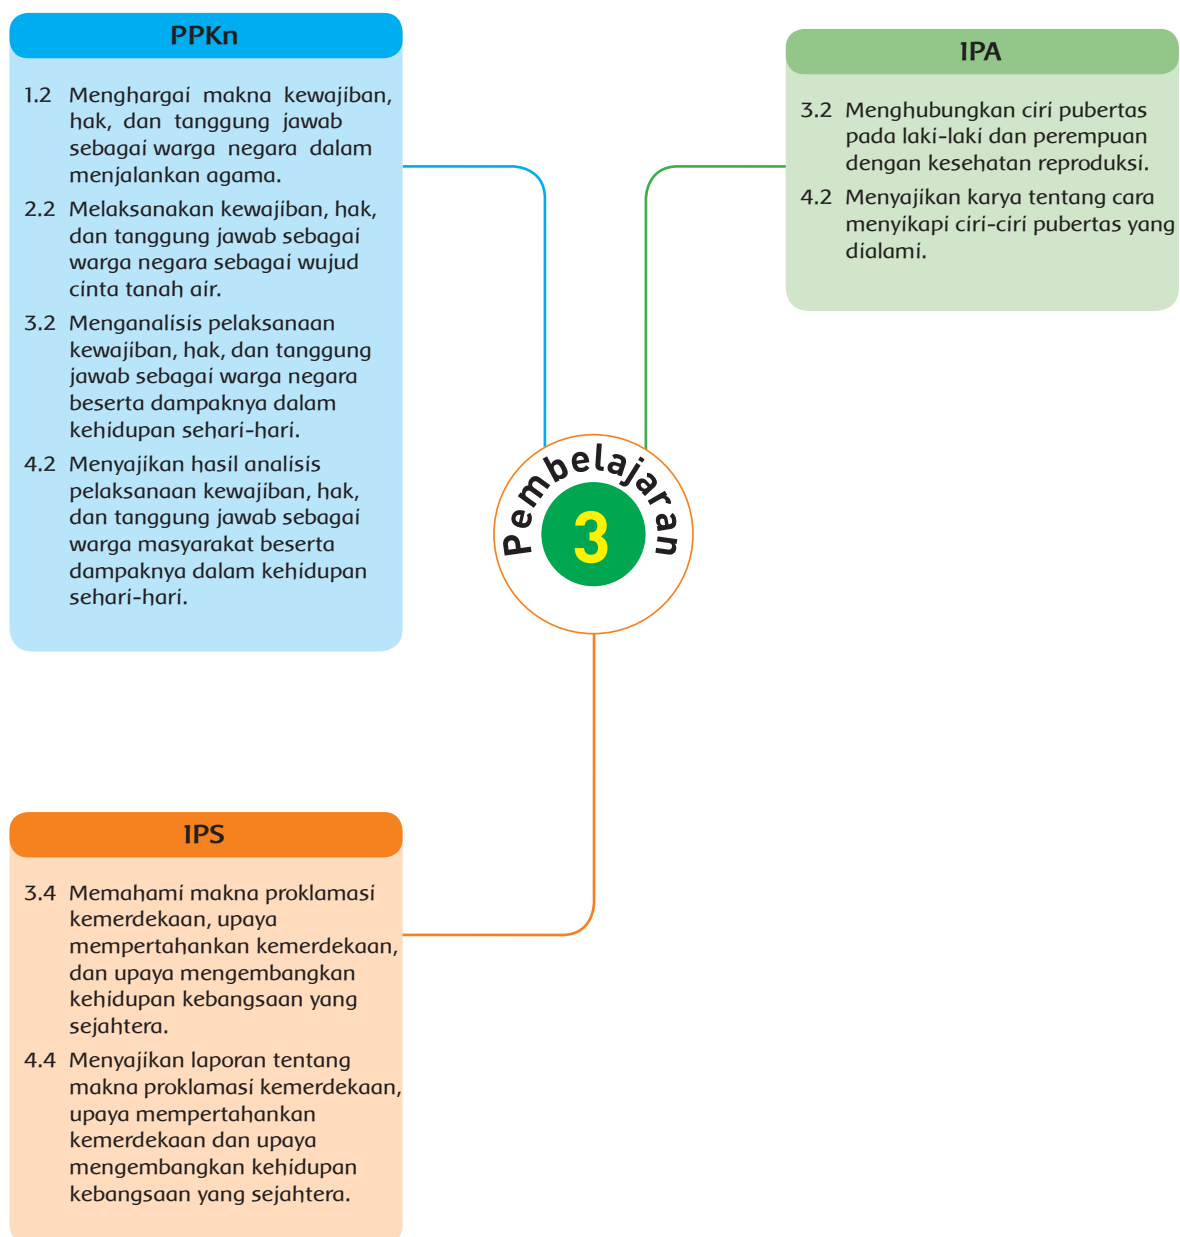 PPKn
1.2 Menghargai makna kewajiban,
hak, dan tanggung jawab
sebagai warga negara dalam
menjalankan agama.
2.2 Melaksanakan kewajiban, hak,
dan tanggung jawab sebagai
warga negara sebagai wujud
cinta tanah air.
3.2 Menganalisis pelaksanaan
kewajiban, hak, dan tanggung
jawab sebagai warga negara
beserta dampaknya dalam
kehidupan sehari-hari.
4.2 Menyajikan hasil analisis
pelaksanaan kewajiban, hak,
dan tanggung jawab sebagai
warga masyarakat beserta
dampaknya dalam kehidupan
sehari-hari.
IPA
3.2 Menghubungkan ciri pubertas
pada laki-laki dan perempuan
dengan kesehatan reproduksi.
4.2 Menyajikan karya tentang cara
menyikapi ciri-ciri pubertas yang
dialami.
Pembelajaran
3
IPS
3.4 Memahami makna proklamasi
kemerdekaan, upaya
mempertahankan kemerdekaan,
dan upaya mengembangkan
kehidupan kebangsaan yang
sejahtera.
4.4 Menyajikan laporan tentang
makna proklamasi kemerdekaan,
upaya mempertahankan
kemerdekaan dan upaya
mengembangkan kehidupan
kebangsaan yang sejahtera.